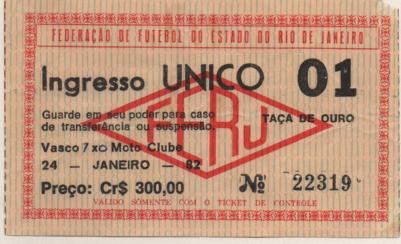 FEDERAÇÃO DE FUTEBOL DO ESTADO DO RIO DE JANEIRO
Ingresso UNICO 01
FERJ
Guarde em seu poder para caso
de transferência ou suspensão.
TAÇA DE OURO
Vasco 7 x0 Moto Clube
24 — JANEIRO — 82
Preço: Cr$ 300,00
Nº 22319
VALIDO SÒMENTE COM O TICKET DE CONTROLE